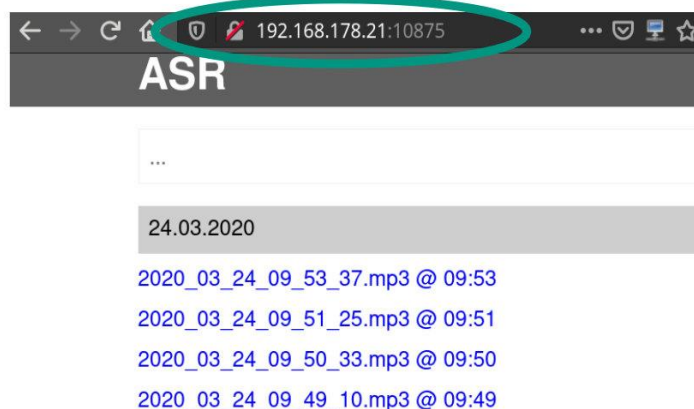 192.168.178.21:10875
ASR
...
24.03.2020
2020_03_24_09_53_37.mp3 @ 09:53
2020_03_24_09_51_25.mp3 @ 09:51
2020_03_24_09_50_33.mp3 @ 09:50
2020_03_24_09_49_10.mp3 @ 09:49